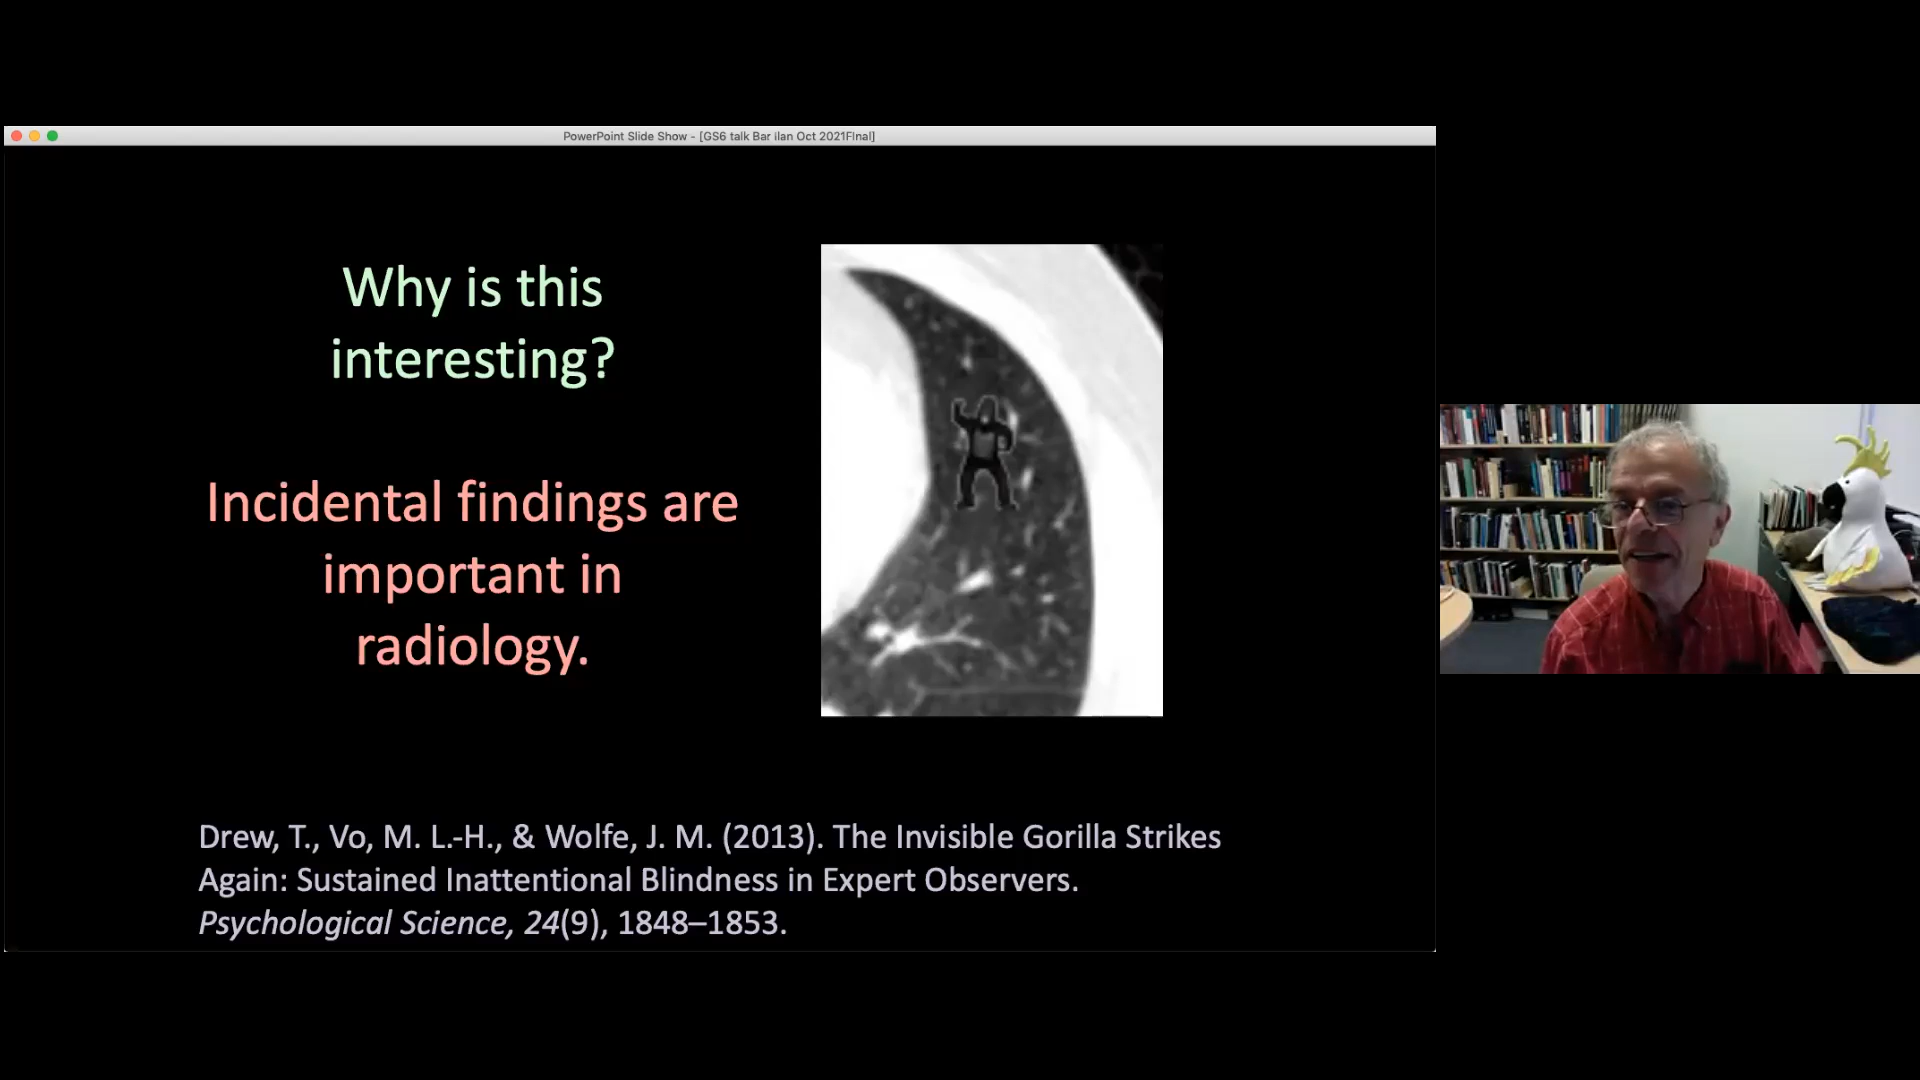 PowerPoint Slide Show - [GS6 talk Bar ilan Oct 2021FInal]
Why is this
interesting?
Incidental findings are
important in
radiology.
Drew, T., Vo, M. L.-H., & Wolfe, J. M. (2013). The Invisible Gorilla Strikes
Again: Sustained Inattentional Blindness in Expert Observers.
Psychological Science, 24(9), 1848–1853.